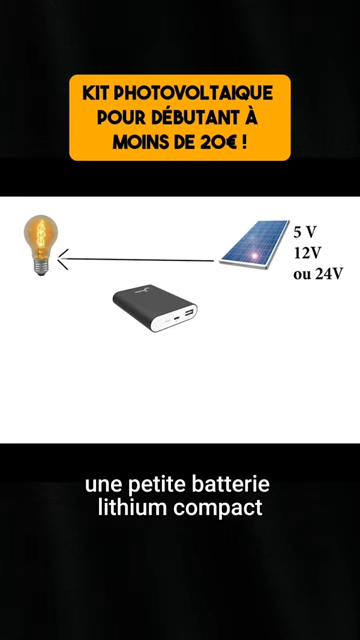 KIT PHOTOVOLTAIQUE
POUR DÉBUTANT À
MOINS DE 20€ !
5 V
12V
ou 24V
une petite batterie
lithium compact